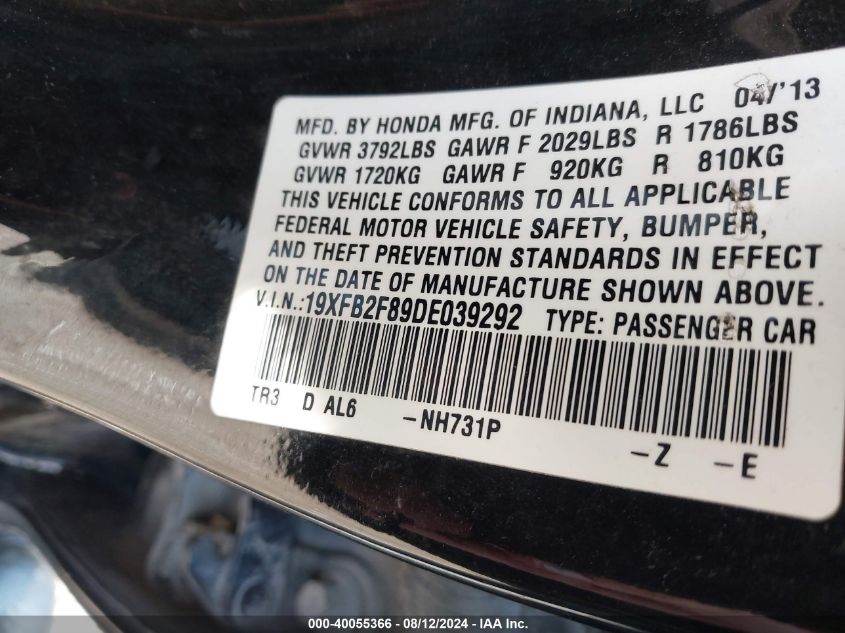 MFD. BY HONDA MFG. OF INDIANA, LLC 04/'13
GVWR 3792LBS GAWR F 2029LBS R 1786LBS
GVWR 1720KG GAWR F 920KG R 810KG
THIS VEHICLE CONFORMS TO ALL APPLICABLE
FEDERAL MOTOR VEHICLE SAFETY, BUMPER,
AND THEFT PREVENTION STANDARDS IN EFFECT
ON THE DATE OF MANUFACTURE SHOWN ABOVE.
V.I.N.:19XFB2F89DE039292 TYPE: PASSENGER CAR
TR3 D AL6 -NH731P -Z -E
000-40055366 - 08/12/2024 - IAA Inc.